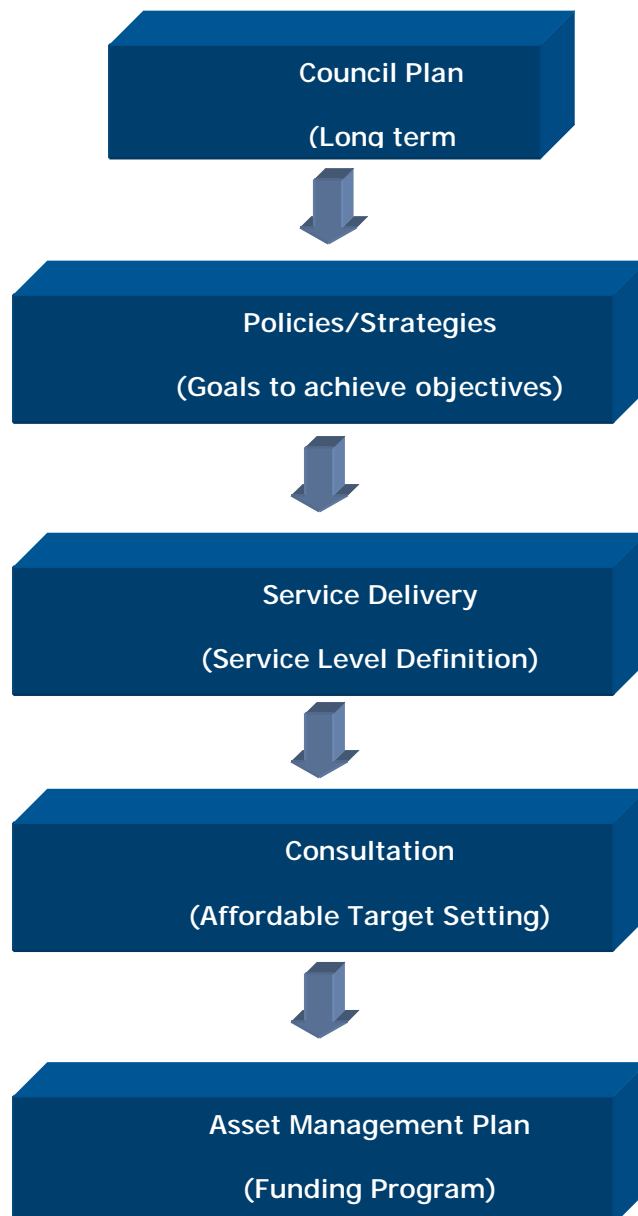 Council Plan
(Long term
Policies/Strategies
(Goals to achieve objectives)
Service Delivery
(Service Level Definition)
Consultation
(Affordable Target Setting)
Asset Management Plan
(Funding Program)